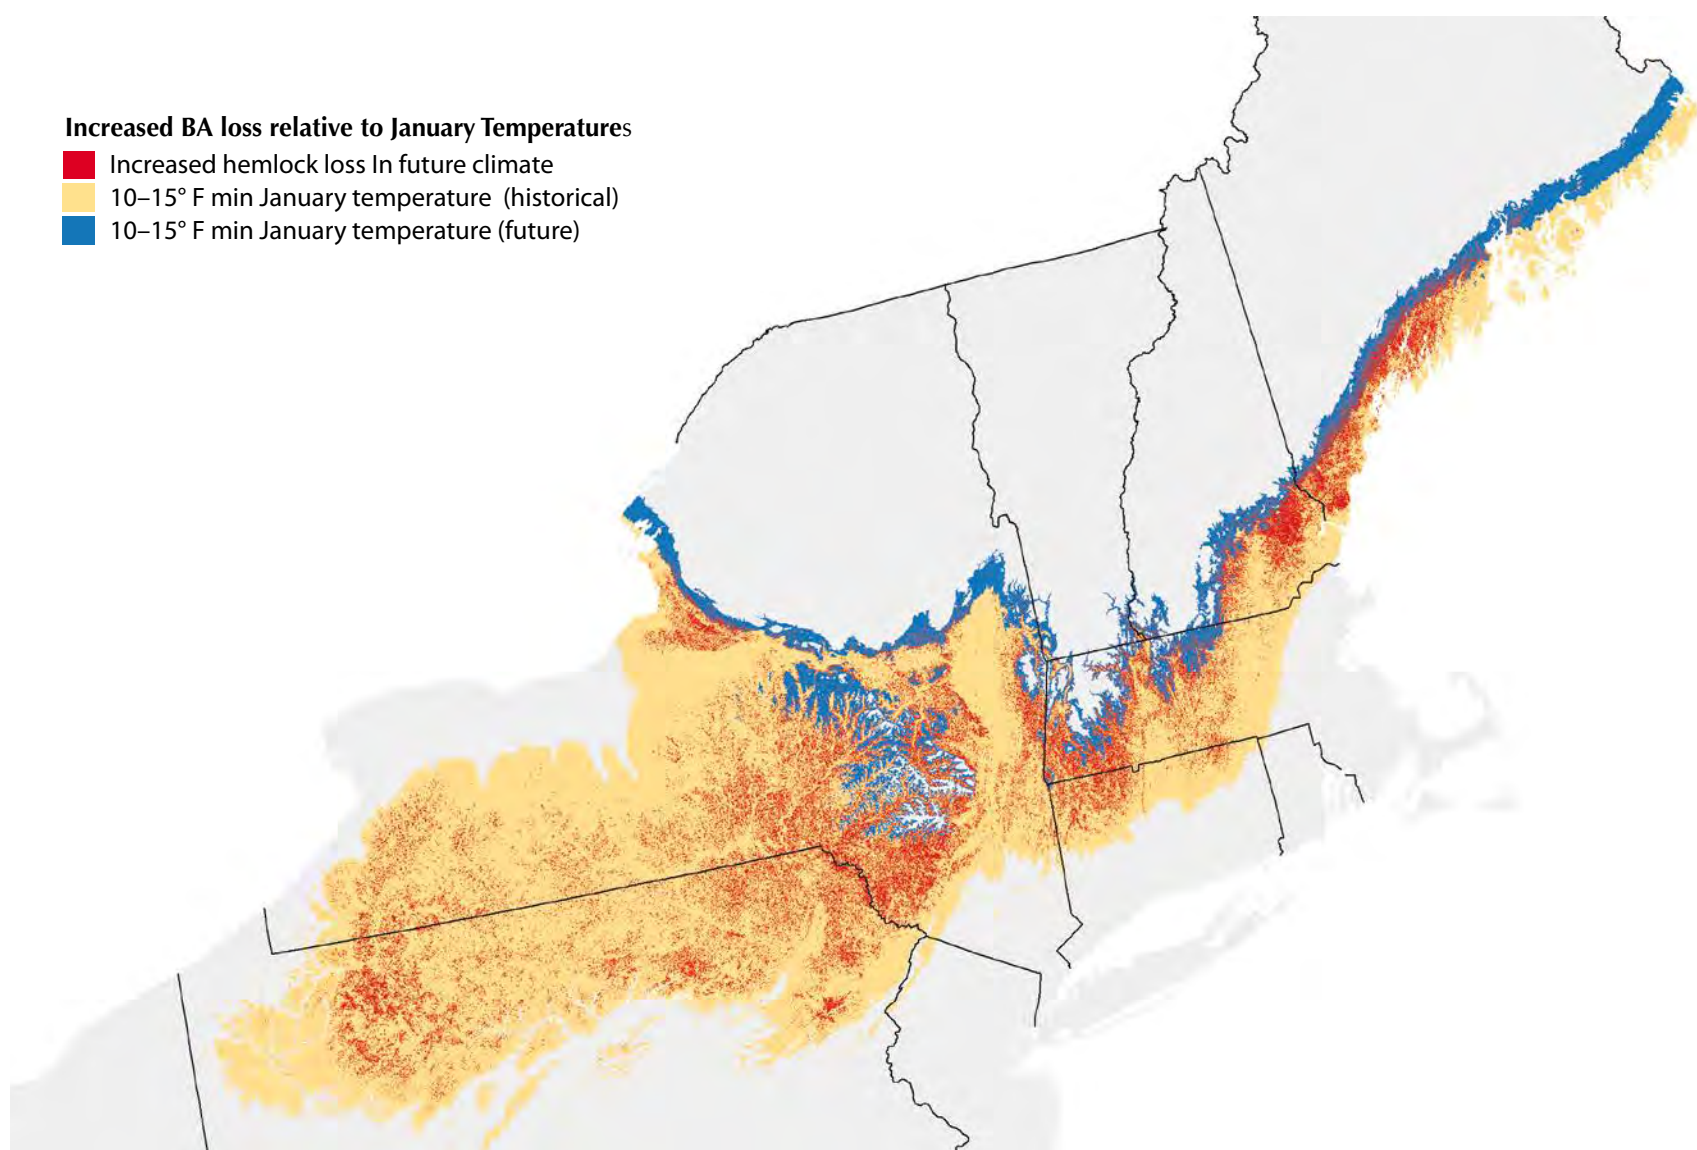 Increased BA loss relative to January Temperatures
Increased hemlock loss In future climate
10–15° F min January temperature (historical)
10–15° F min January temperature (future)